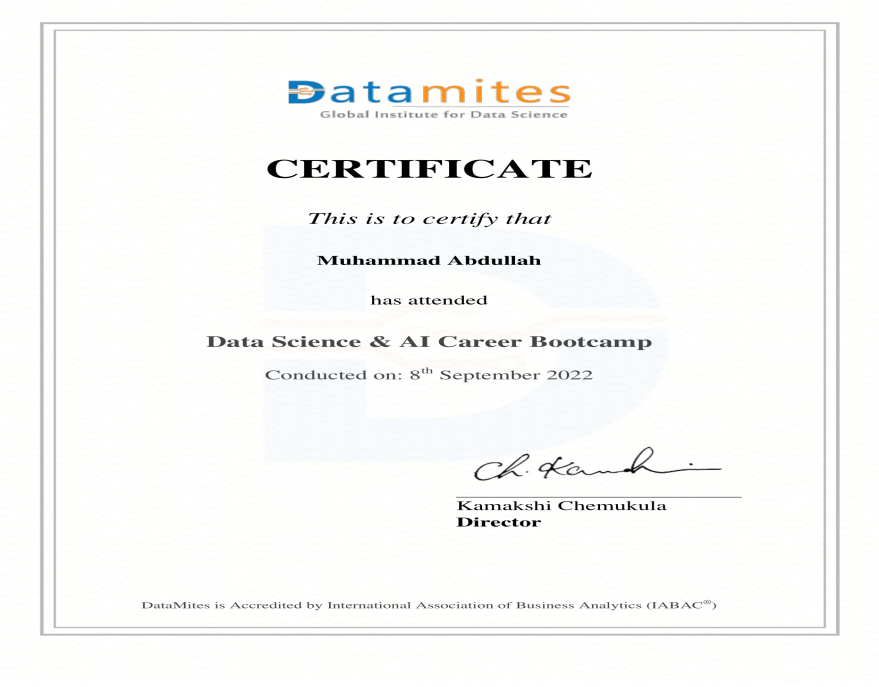 Datamites
Global Institute for Data Science
CERTIFICATE
This is to certify that
Muhammad Abdullah
has attended
Data Science & AI Career Bootcamp
Conducted on: 8th September 2022
Ch. Kamakshi
Kamakshi Chemukula
Director
DataMites is Accredited by International Association of Business Analytics (IABAC®)